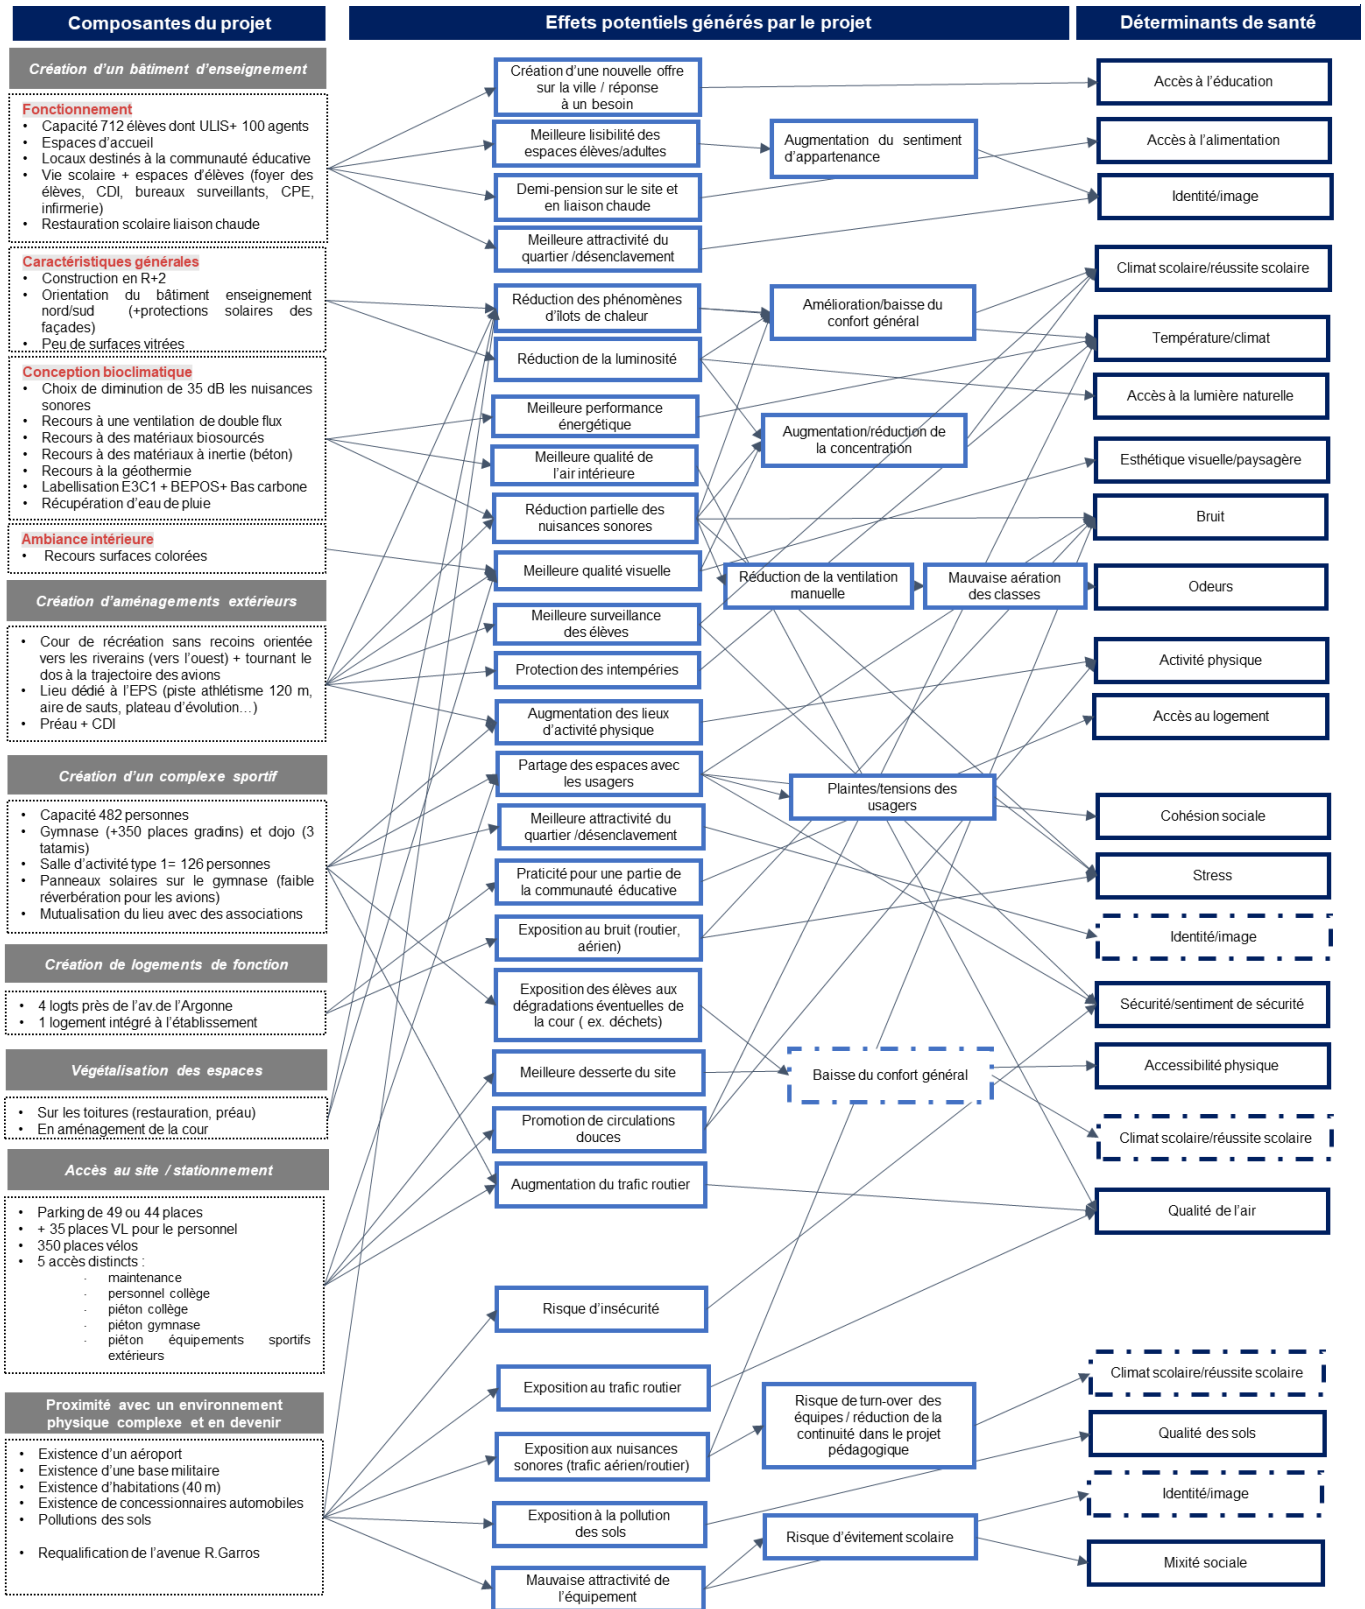 Composantes du projet
Création d'un bâtiment d'enseignement
Fonctionnement
• Capacité 712 élèves dont ULIS+ 100 agents
• Espaces d'accueil
• Locaux destinés à la communauté éducative
• Vie scolaire + espaces d'élèves (foyer des
élèves, CDI, bureaux surveillants, CPE,
infirmerie)
• Restauration scolaire liaison chaude
Caractéristiques générales
• Construction en R+2
• Orientation du bâtiment enseignement
nord/sud (+protections solaires des
façades)
• Peu de surfaces vitrées
Conception bioclimatique
• Choix de diminution de 35 dB les nuisances
sonores
• Recours à une ventilation de double flux
• Recours à des matériaux biosourcés
• Recours à des matériaux à inertie (béton)
• Recours à la géothermie
• Labellisation E3C1 + BEPOS+ Bas carbone
• Récupération d'eau de pluie
Ambiance intérieure
• Recours surfaces colorées
Création d'aménagements extérieurs
• Cour de récréation sans recoins orientée
vers les riverains (vers l'ouest) + tournant le
dos à la trajectoire des avions
• Lieu dédié à l'EPS (piste athlétisme 120 m,
aire de sauts, plateau d'évolution…)
• Préau + CDI
Création d'un complexe sportif
• Capacité 482 personnes
• Gymnase (+350 places gradins) et dojo (3
tatamis)
• Salle d'activité type 1= 126 personnes
• Panneaux solaires sur le gymnase (faible
réverbération pour les avions)
• Mutualisation du lieu avec des associations
Création de logements de fonction
• 4 logts près de l'av.de l'Argonne
• 1 logement intégré à l'établissement
Végétalisation des espaces
• Sur les toitures (restauration, préau)
• En aménagement de la cour
Accès au site / stationnement
• Parking de 49 ou 44 places
• + 35 places VL pour le personnel
• 350 places vélos
• 5 accès distincts :
- maintenance
- personnel collège
- piéton collège
- piéton gymnase
- piéton équipements sportifs
extérieurs
Proximité avec un environnement
physique complexe et en devenir
• Existence d'un aéroport
• Existence d'une base militaire
• Existence d'habitations (40 m)
• Existence de concessionnaires automobiles
• Pollutions des sols
• Requalification de l'avenue R.Garros
Effets potentiels générés par le projet
Création d'une nouvelle offre
sur la ville / réponse
à un besoin
Meilleure lisibilité des
espaces élèves/adultes
Demi-pension sur le site et
en liaison chaude
Meilleure attractivité du
quartier /désenclavement
Réduction des phénomènes
d'îlots de chaleur
Réduction de la luminosité
Meilleure performance
énergétique
Meilleure qualité de
l'air intérieure
Réduction partielle des
nuisances sonores
Meilleure qualité visuelle
Meilleure surveillance
des élèves
Protection des intempéries
Augmentation des lieux
d'activité physique
Partage des espaces avec
les usagers
Meilleure attractivité du
quartier /désenclavement
Praticité pour une partie de
la communauté éducative
Exposition au bruit (routier,
aérien)
Exposition des élèves aux
dégradations éventuelles de
la cour ( ex. déchets)
Meilleure desserte du site
Promotion de circulations
douces
Augmentation du trafic routier
Risque d'insécurité
Exposition au trafic routier
Exposition aux nuisances
sonores (trafic aérien/routier)
Exposition à la pollution
des sols
Mauvaise attractivité de
l'équipement
Augmentation du sentiment
d'appartenance
Amélioration/baisse du
confort général
Augmentation/réduction de
la concentration
Réduction de la ventilation
manuelle
Mauvaise aération
des classes
Plaintes/tensions des
usagers
Baisse du confort général
Risque de turn-over des
équipes / réduction de la
continuité dans le projet
pédagogique
Risque d'évitement scolaire
Déterminants de santé
Accès à l'éducation
Accès à l'alimentation
Identité/image
Climat scolaire/réussite scolaire
Température/climat
Accès à la lumière naturelle
Esthétique visuelle/paysagère
Bruit
Odeurs
Activité physique
Accès au logement
Cohésion sociale
Stress
Identité/image
Sécurité/sentiment de sécurité
Accessibilité physique
Climat scolaire/réussite scolaire
Qualité de l'air
Climat scolaire/réussite scolaire
Qualité des sols
Identité/image
Mixité sociale